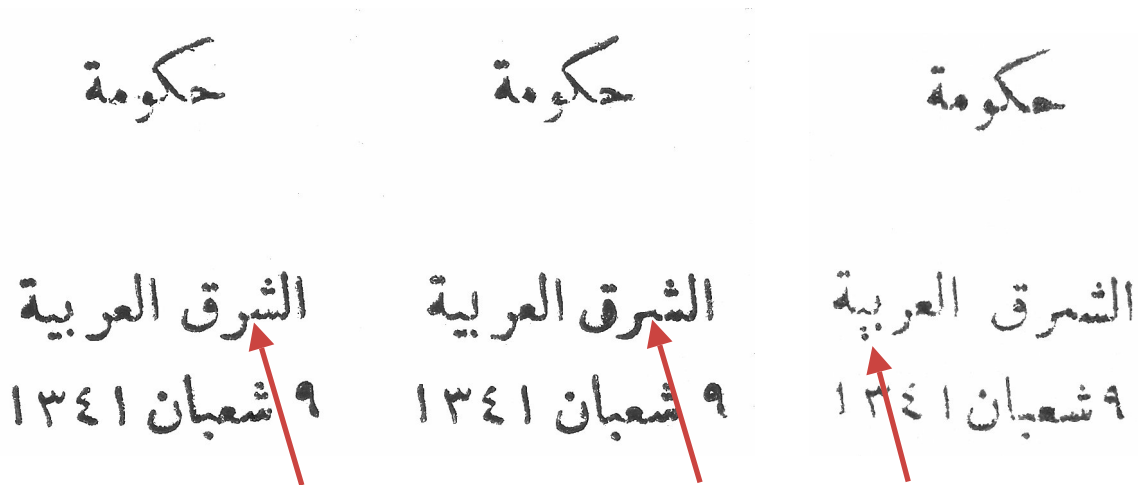 حكومة
الشرق العربية
٩ شعبان ١٣٤١
حكومة
الشرق العربية
٩ شعبان ١٣٤١
حكومة
الشرق العربية
٩ شعبان ١٣٤١